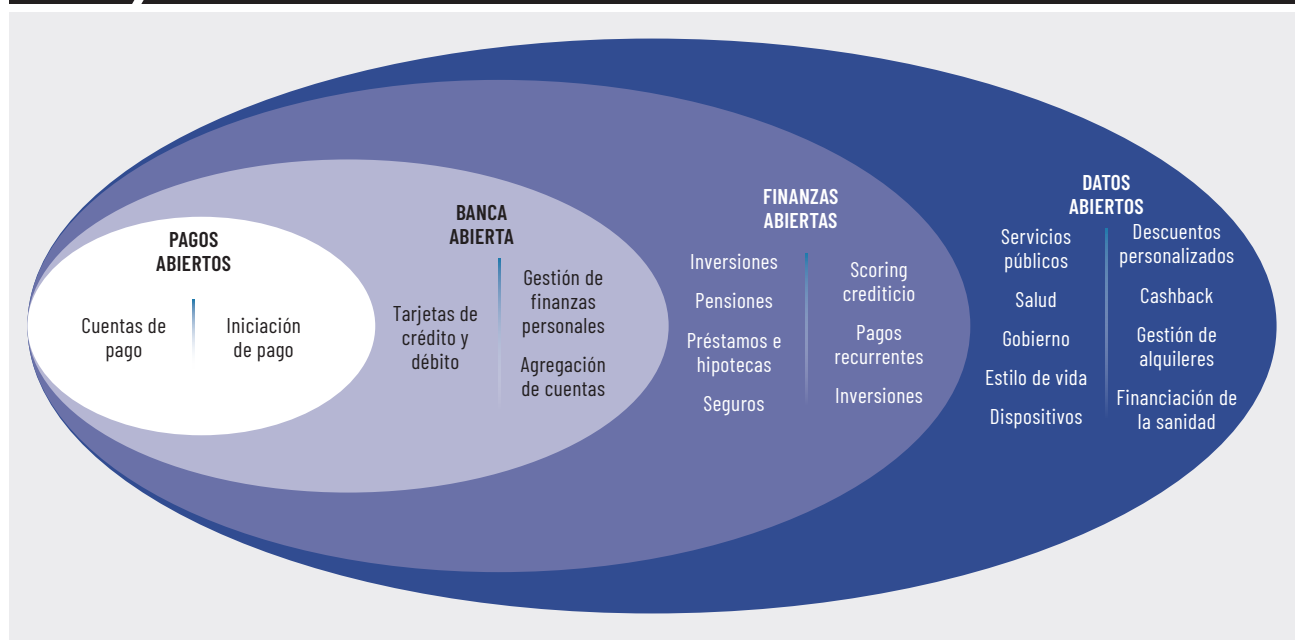 PAGOS
ABIERTOS
Cuentas de
pago
Iniciación
de pago
BANCA
ABIERTA
Tarjetas de
crédito y
débito
Gestión de
finanzas
personales
Agregación
de cuentas
FINANZAS
ABIERTAS
Inversiones
Pensiones
Préstamos e
hipotecas
Seguros
Scoring
crediticio
Pagos
recurrentes
Inversiones
DATOS
ABIERTOS
Servicios
públicos
Salud
Gobierno
Estilo de vida
Dispositivos
Descuentos
personalizados
Cashback
Gestión de
alquileres
Financiación de
la sanidad